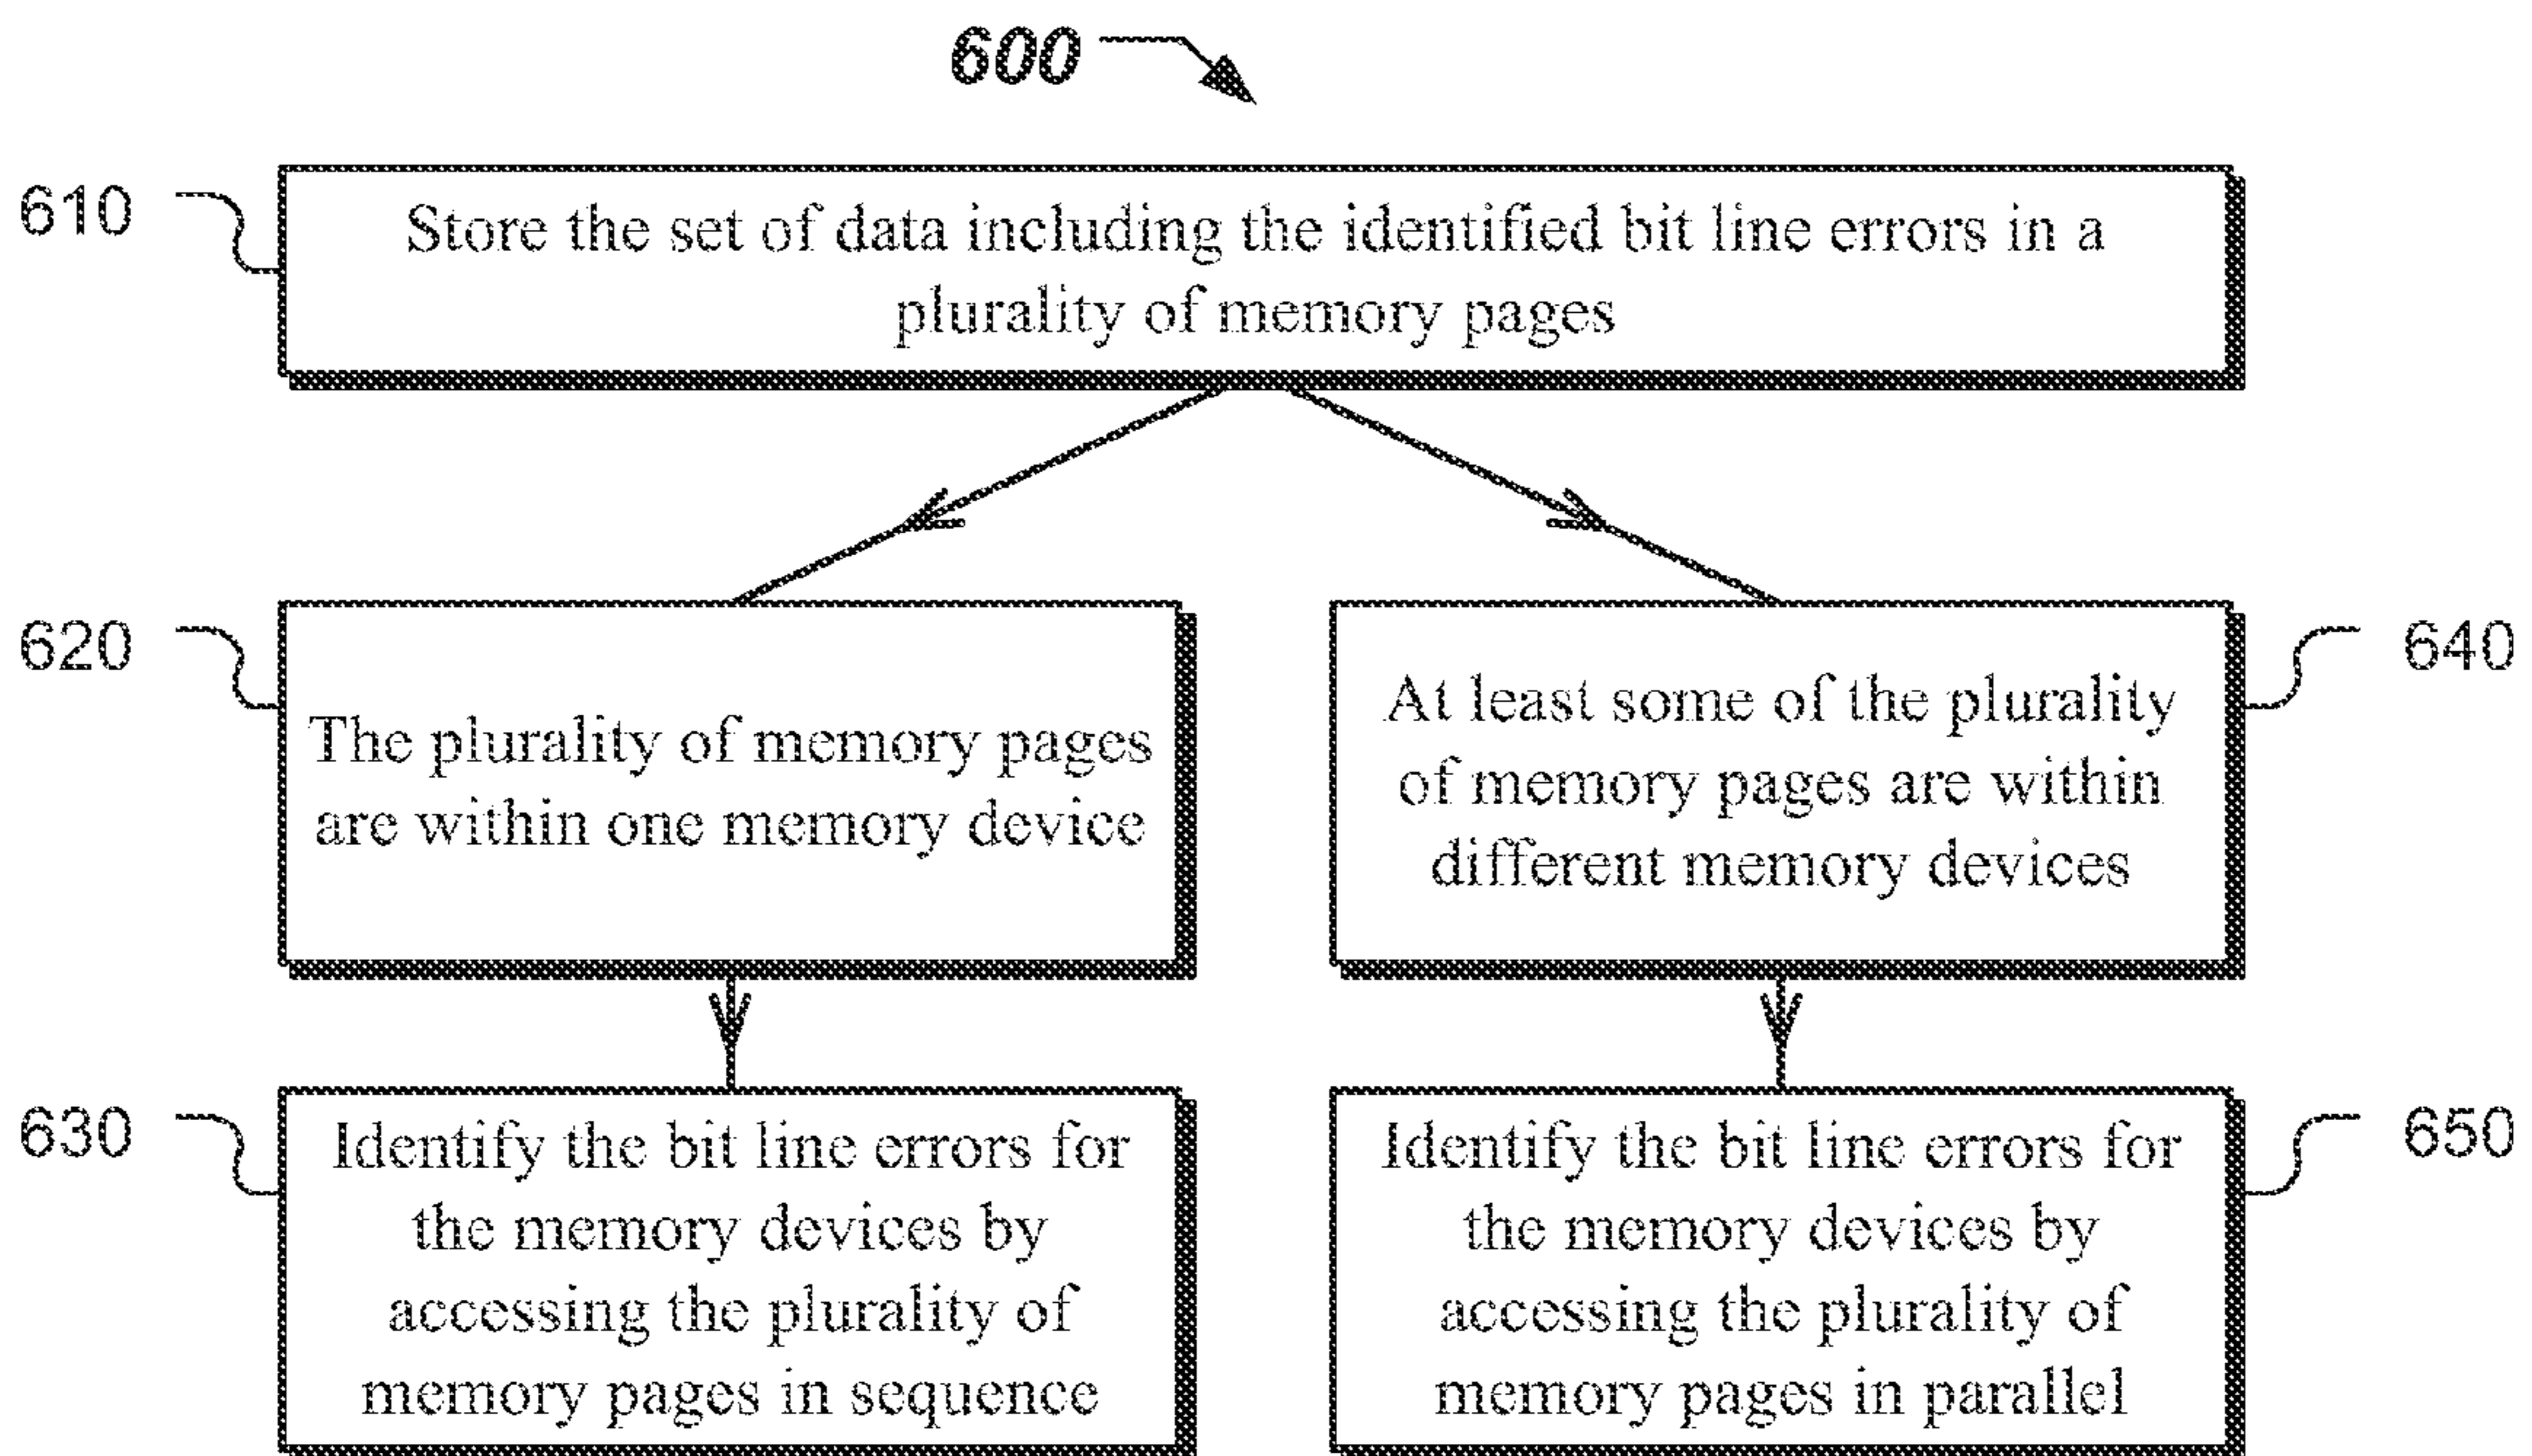 600
610
Store the set of data including the identified bit line errors in a
plurality of memory pages
620
The plurality of memory pages
are within one memory device
640
At least some of the plurality
of memory pages are within
different memory devices
630
Identify the bit line errors for
the memory devices by
accessing the plurality of
memory pages in sequence
650
Identify the bit line errors for
the memory devices by
accessing the plurality of
memory pages in parallel